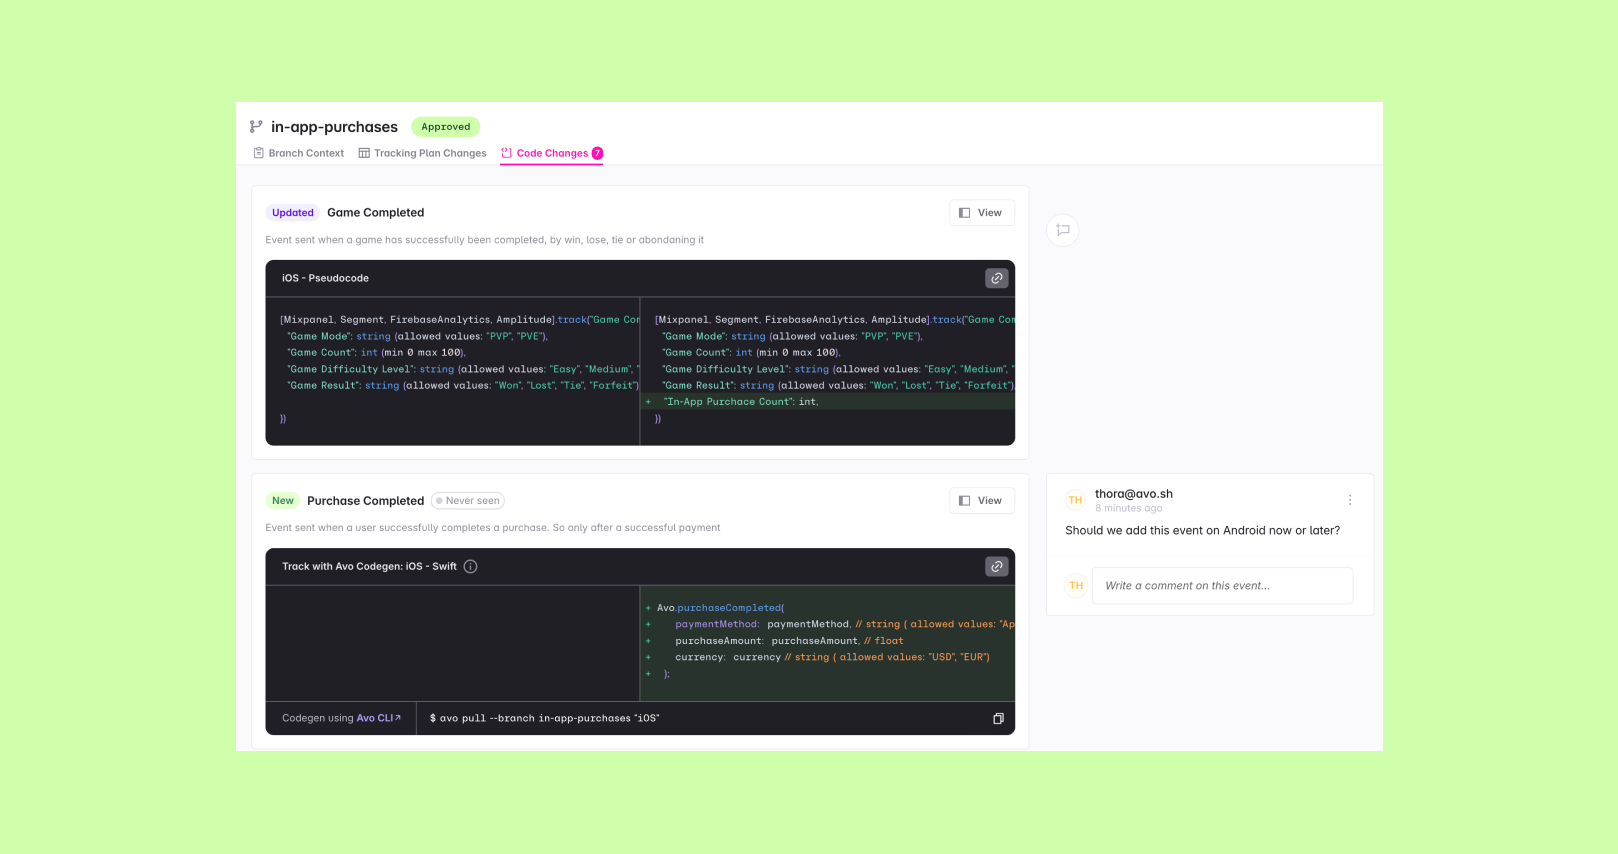 in-app-purchases Approved
Branch Context Tracking Plan Changes Code Changes 7
Updated Game Completed View
Event sent when a game has successfully been completed, by win, lose, tie or abondaning it
iOS - Pseudocode
[Mixpanel, Segment, FirebaseAnalytics, Amplitude].track("Game Con
"Game Mode": string (allowed values: "PVP", "PVE"),
"Game Count": int (min 0 max 100),
"Game Difficulty Level": string (allowed values: "Easy", "Medium", "
"Game Result": string (allowed values: "Won", "Lost", "Tie", "Forfeit")
})
[Mixpanel, Segment, FirebaseAnalytics, Amplitude].track("Game Con
"Game Mode": string (allowed values: "PVP", "PVE"),
"Game Count": int (min 0 max 100),
"Game Difficulty Level": string (allowed values: "Easy", "Medium", "
"Game Result": string (allowed values: "Won", "Lost", "Tie", "Forfeit"),
+ "In-App Purchace Count": int,
})
New Purchase Completed Never seen View
Event sent when a user successfully completes a purchase. So only after a successful payment
Track with Avo Codegen: iOS - Swift
+ Avo.purchaseCompleted(
+ paymentMethod: paymentMethod, // string ( allowed values: "Ap
+ purchaseAmount: purchaseAmount, // float
+ currency: currency // string ( allowed values: "USD", "EUR")
+ );
Codegen using Avo CLI $ avo pull --branch in-app-purchases "iOS"
TH thora@avo.sh
8 minutes ago
Should we add this event on Android now or later?
TH Write a comment on this event...